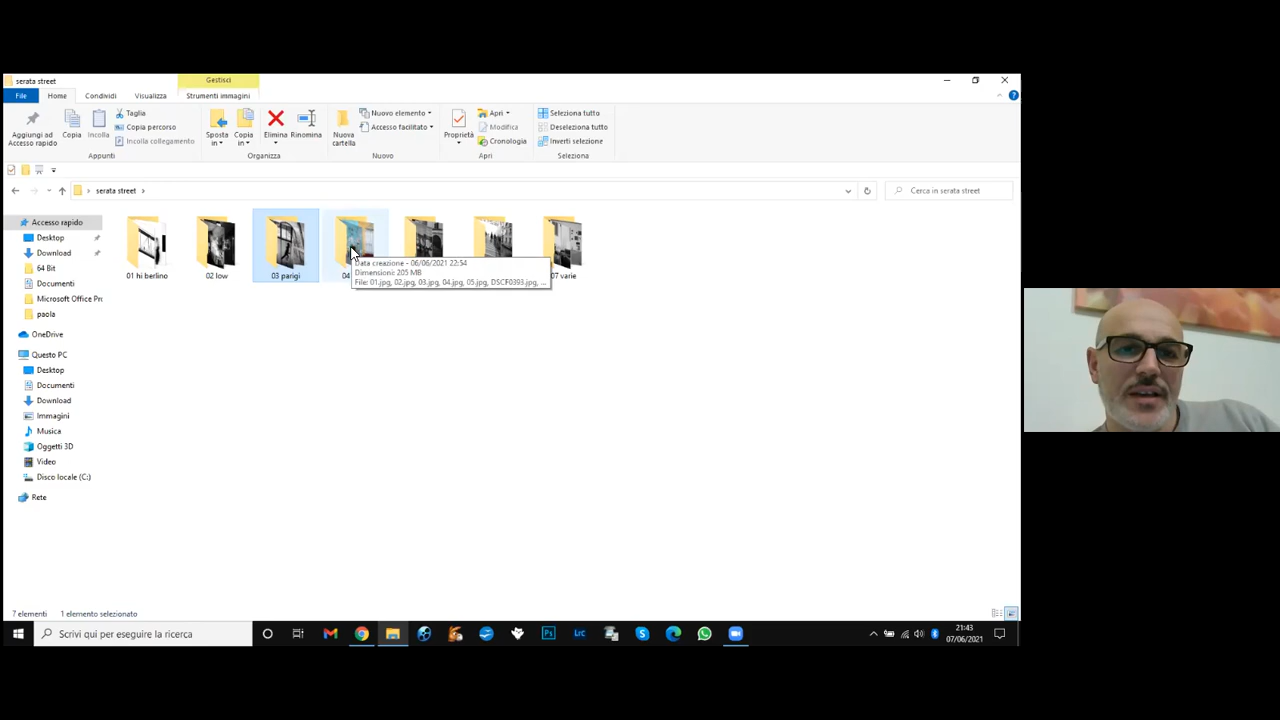 serata street
Gestisci
File
Home
Condividi
Visualizza
Strumenti immagini
Aggiungi ad
Accesso rapido
Copia
Incolla
Taglia
Copia percorso
Incolla collegamento
Appunti
Sposta
in
Copia
in
Elimina
Rinomina
Organizza
Nuova
cartella
Nuovo elemento
Accesso facilitato
Nuovo
Proprietà
Apri
Modifica
Cronologia
Apri
Seleziona tutto
Deseleziona tutto
Inverti selezione
Seleziona
serata street
Cerca in serata street
Accesso rapido
Desktop
Download
64 Bit
Documenti
Microsoft Office Pro
paola
OneDrive
Questo PC
Desktop
Documenti
Download
Immagini
Musica
Oggetti 3D
Video
Disco locale (C:)
Rete
01 hi berlino
02 low
03 parigi
04
07 varie
Data creazione - 06/06/2021 22:54
Dimensioni: 205 MB
File: 01.jpg, 02.jpg, 03.jpg, 04.jpg, 05.jpg, DSCF0393.jpg, ...
7 elementi
1 elemento selezionato
Scrivi qui per eseguire la ricerca
Ps
Lrc
21:43
07/06/2021